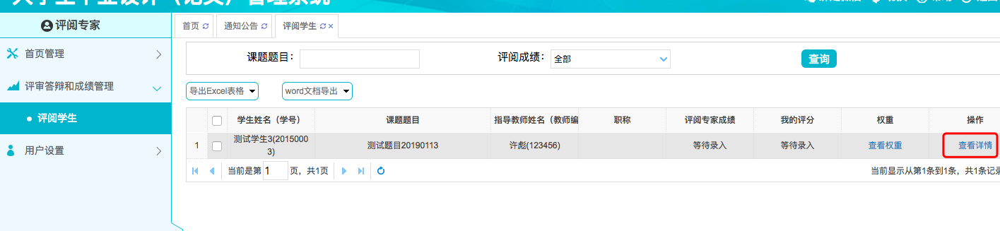 评阅专家
首页 通知公告 评阅学生
首页管理
课题题目： 评阅成绩： 全部 查询
评审答辩和成绩管理
导出Excel表格 word文档导出
评阅学生
学生姓名（学号） 课题题目 指导教师姓名（教师编 职称 评阅专家成绩 我的评分 权重 操作
1 测试学生3(2015000 测试题目20190113 许彪(123456) 等待录入 等待录入 查看权重 查看详情
3)
用户设置
当前是第 1 页，共1页 当前显示从第1条到1条，共1条记录